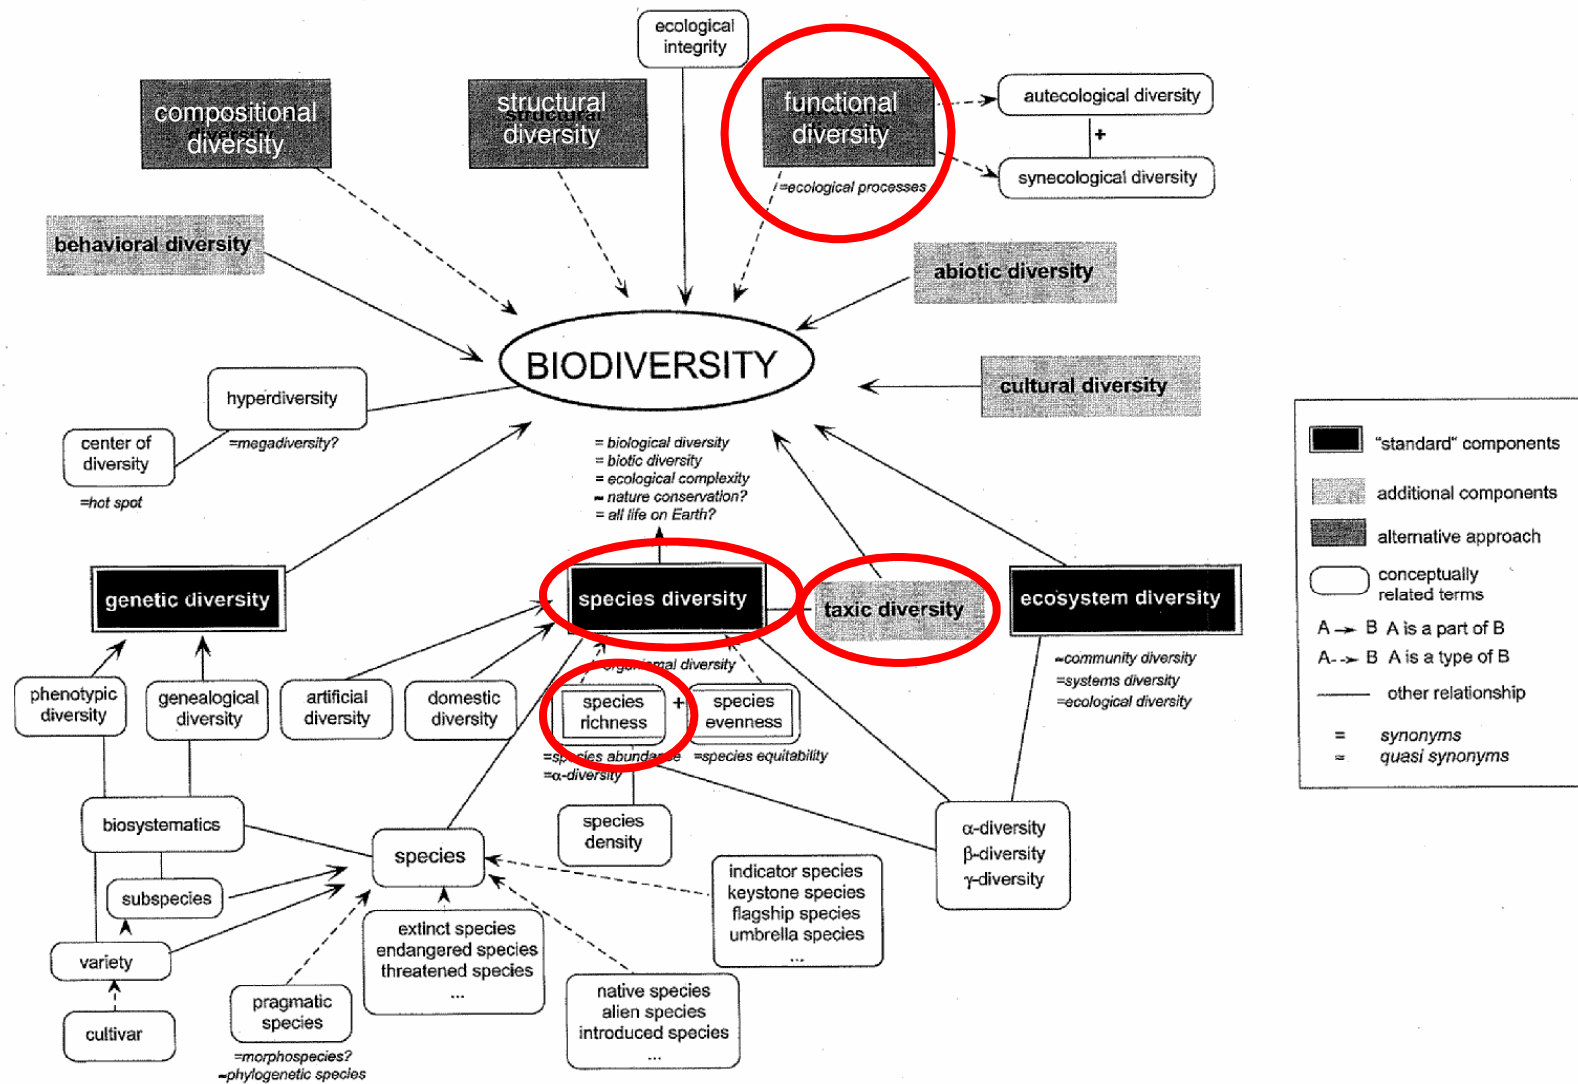 ecological
integrity
compositional
diversity
structural
diversity
functional
diversity
=ecological processes
autecological diversity
+
synecological diversity
behavioral diversity
abiotic diversity
BIODIVERSITY
cultural diversity
hyperdiversity
=megadiversity?
center of
diversity
=hot spot
= biological diversity
= biotic diversity
= ecological complexity
≈ nature conservation?
= all life on Earth?
"standard" components
additional components
alternative approach
conceptually
related terms
A → B A is a part of B
A --> B A is a type of B
other relationship
= synonyms
≈ quasi synonyms
genetic diversity
species diversity
taxic diversity
ecosystem diversity
organismal diversity
≈community diversity
=systems diversity
=ecological diversity
phenotypic
diversity
genealogical
diversity
artificial
diversity
domestic
diversity
species
richness
+
species
evenness
=species abundance
=α-diversity
=species equitability
species
density
α-diversity
β-diversity
γ-diversity
biosystematics
species
subspecies
variety
cultivar
pragmatic
species
=morphospecies?
≈phylogenetic species
extinct species
endangered species
threatened species
...
native species
alien species
introduced species
...
indicator species
keystone species
flagship species
umbrella species
...